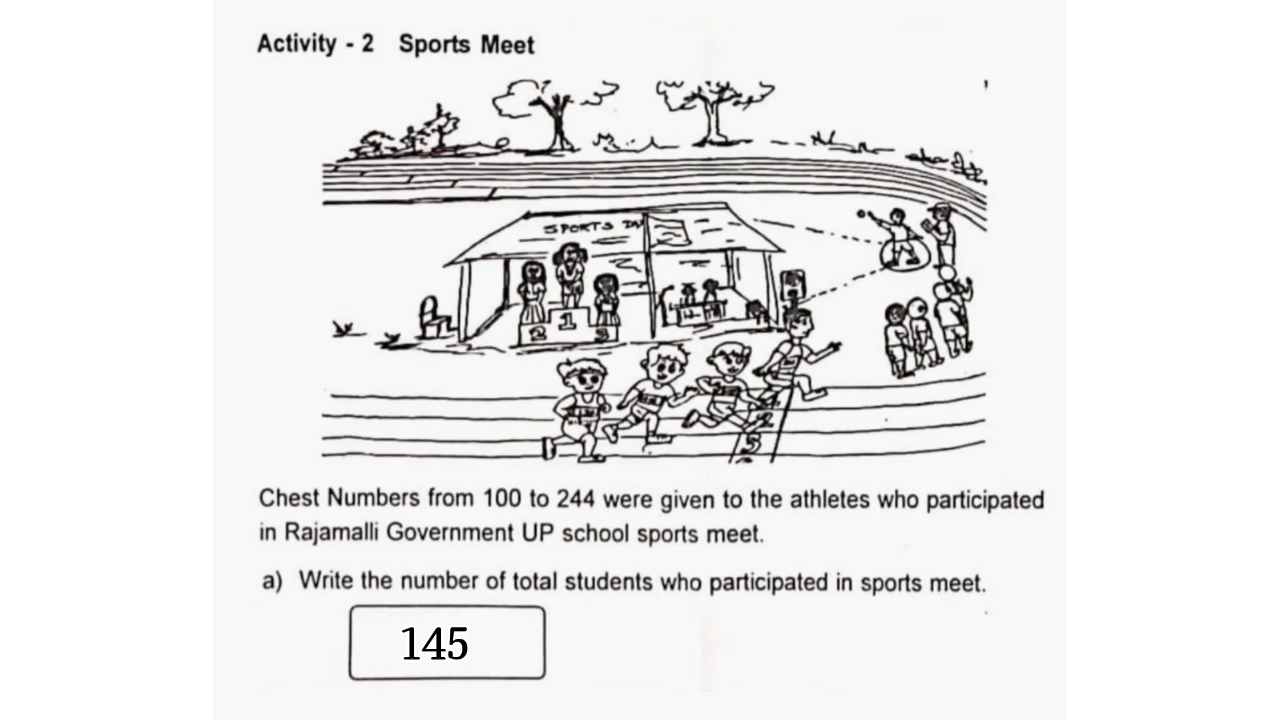 Activity - 2 Sports Meet
SPORTS DAY
1
2
3
2
5
Chest Numbers from 100 to 244 were given to the athletes who participated
in Rajamalli Government UP school sports meet.
a) Write the number of total students who participated in sports meet.
145